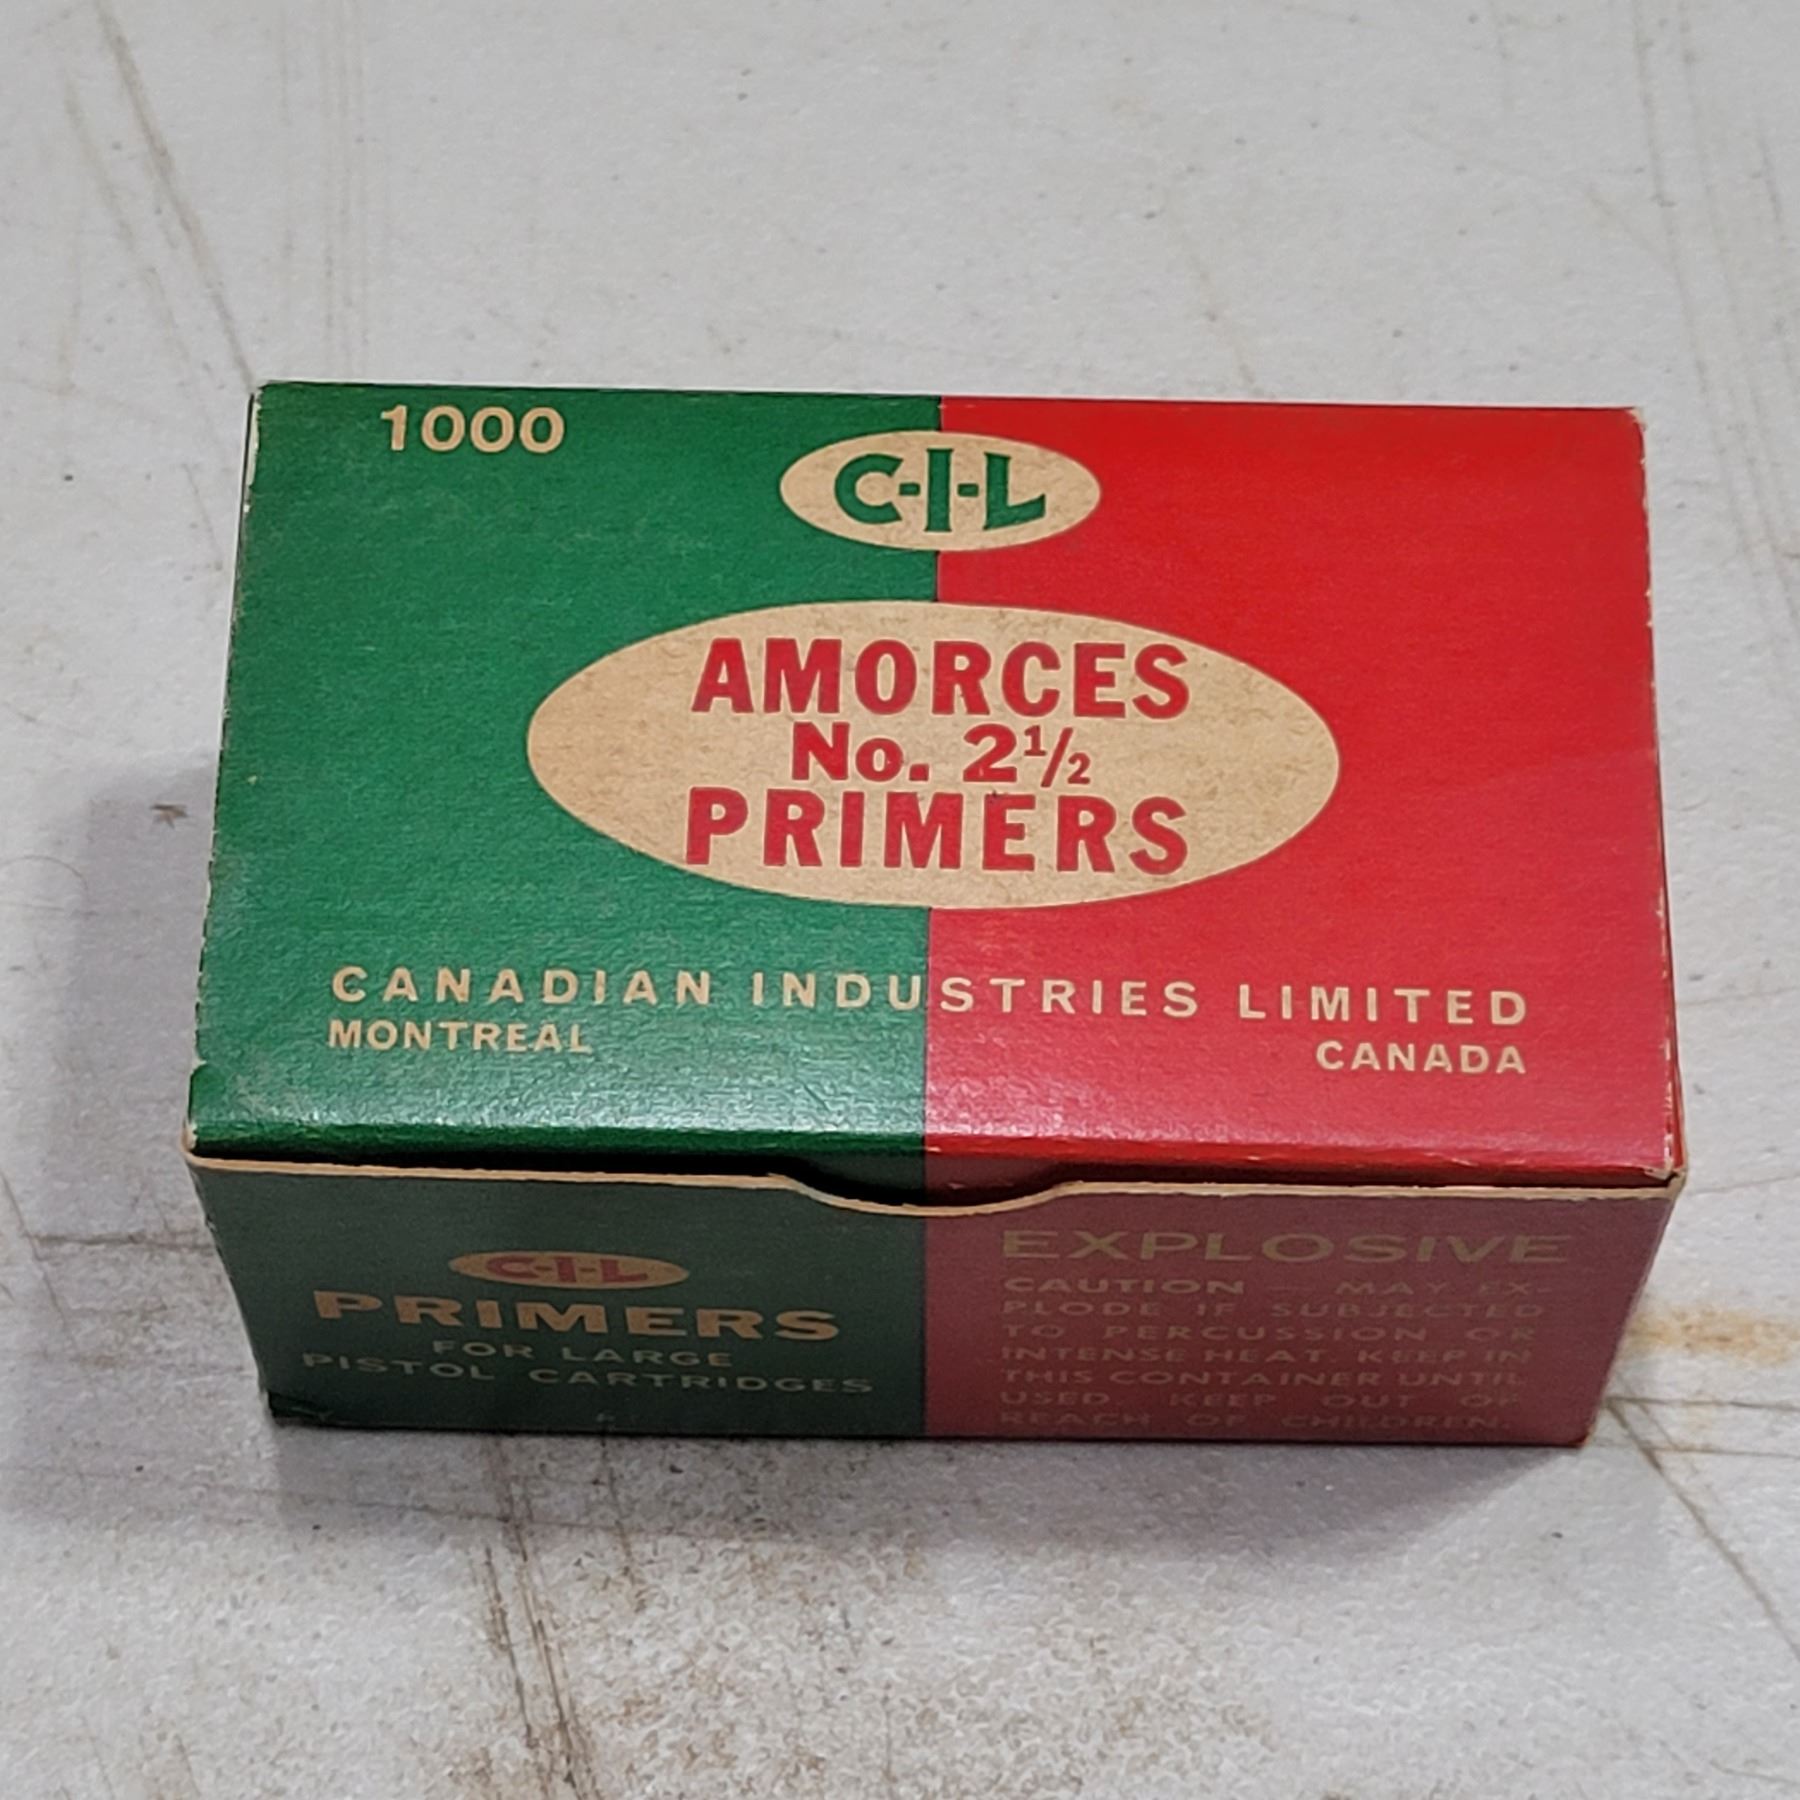 1000
C-I-L
AMORCES
No. 2½
PRIMERS
CANADIAN INDUSTRIES LIMITED
MONTREAL
CANADA
C-I-L
PRIMERS
FOR LARGE
PISTOL CARTRIDGES
EXPLOSIVE
CAUTION — MAY EX-
PLODE IF SUBJECTED
TO PERCUSSION OR
INTENSE HEAT. KEEP IN
THIS CONTAINER UNTIL
USED. KEEP OUT OF
REACH OF CHILDREN.